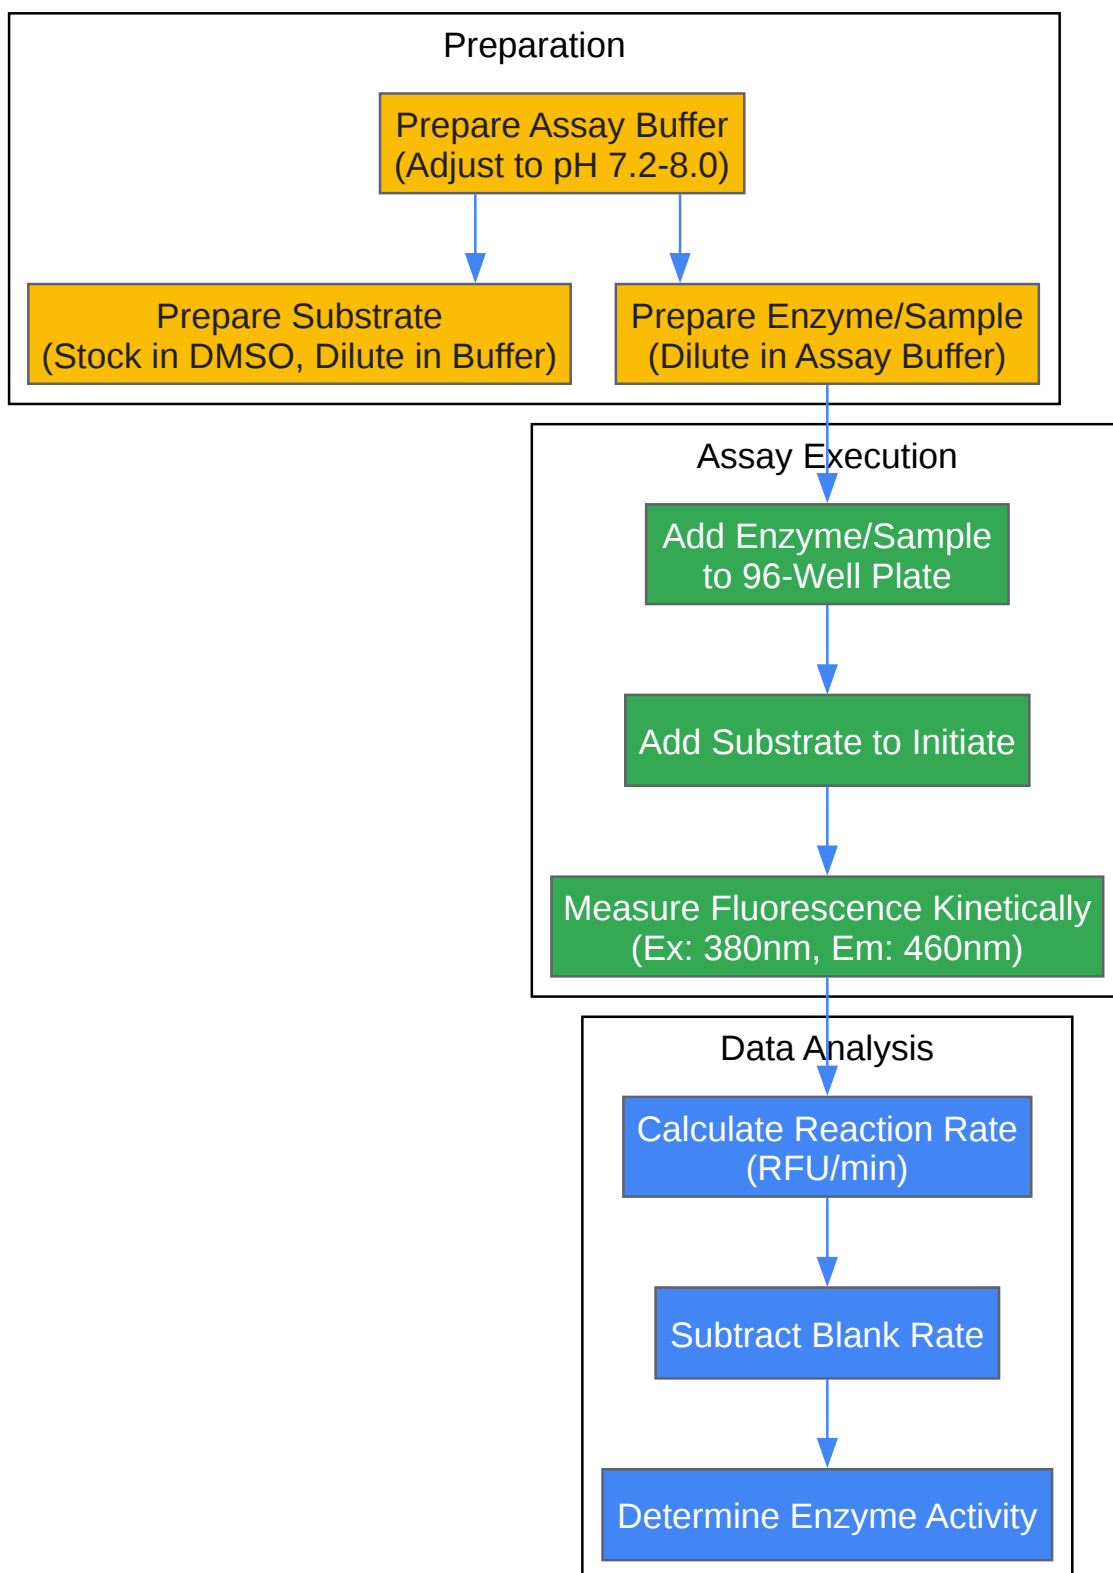 Preparation
Prepare Assay Buffer
(Adjust to pH 7.2-8.0)
Prepare Substrate
(Stock in DMSO, Dilute in Buffer)
Prepare Enzyme/Sample
(Dilute in Assay Buffer)
Assay Execution
Add Enzyme/Sample
to 96-Well Plate
Add Substrate to Initiate
Measure Fluorescence Kinetically
(Ex: 380nm, Em: 460nm)
Data Analysis
Calculate Reaction Rate
(RFU/min)
Subtract Blank Rate
Determine Enzyme Activity